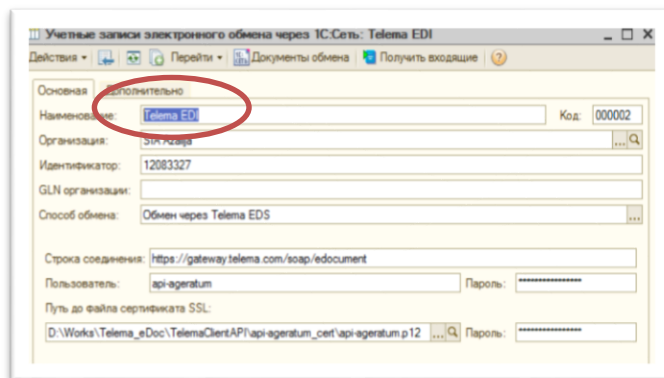 Учетные записи электронного обмена через 1С:Сеть: Telema EDI
Действия Перейти Документы обмена Получить входящие
Основная Дополнительно
Наименование: Telema EDI Код: 000002
Организация: SIA Azalija
Идентификатор: 12083327
GLN организации:
Способ обмена: Обмен через Telema EDS ...
Строка соединения: https://gateway.telema.com/soap/edocument
Пользователь: api-ageratum Пароль: ****************
Путь до файла сертификата SSL:
D:\Works\Telema_eDoc\TelemaClientAPI\api-ageratum_cert\api-ageratum.p12 ... Пароль: ****************